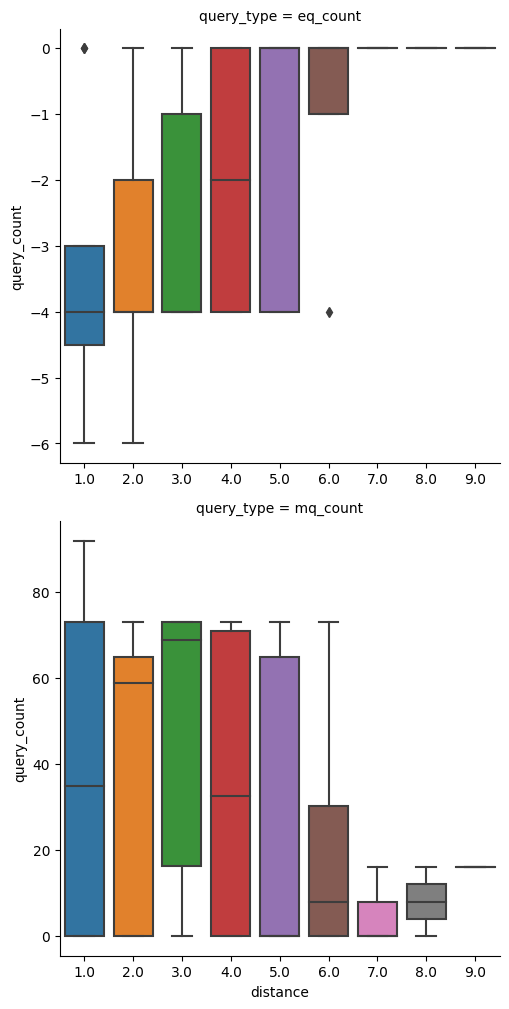 query_type = eq_count
0
−1
−2
−3
−4
−5
−6
query_count
1.0 2.0 3.0 4.0 5.0 6.0 7.0 8.0 9.0
query_type = mq_count
80
60
40
20
0
query_count
1.0 2.0 3.0 4.0 5.0 6.0 7.0 8.0 9.0
distance